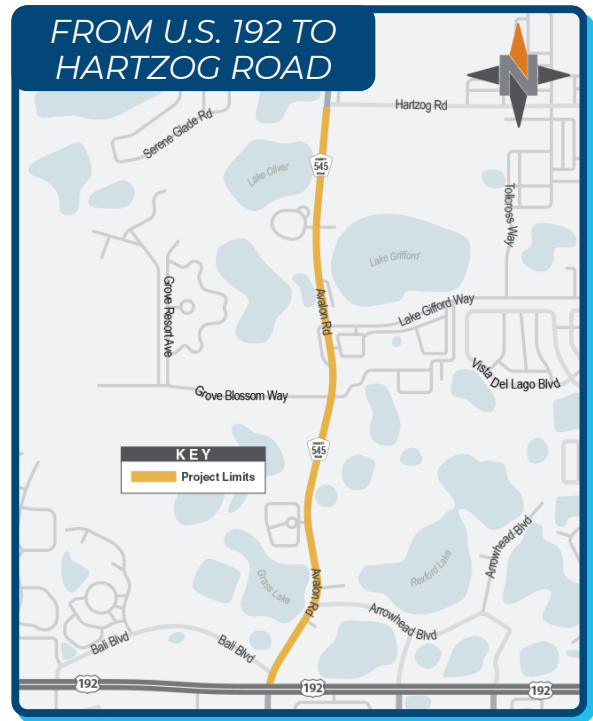 FROM U.S. 192 TO
HARTZOG ROAD
N
Hartzog Rd
Serene Glade Rd
COUNTY
545
ROAD
Lake Oliver
Tollcross Way
Lake Grifford
Grove Resort Ave
Avalon Rd
Lake Gifford Way
Vista Del Lago Blvd
Grove Blossom Way
KEY
Project Limits
COUNTY
545
ROAD
Arrowhead Blvd
Rexford Lake
Grass Lake
Avalon Rd
Arrowhead Blvd
Bali Blvd
Bali Blvd
192
192
192